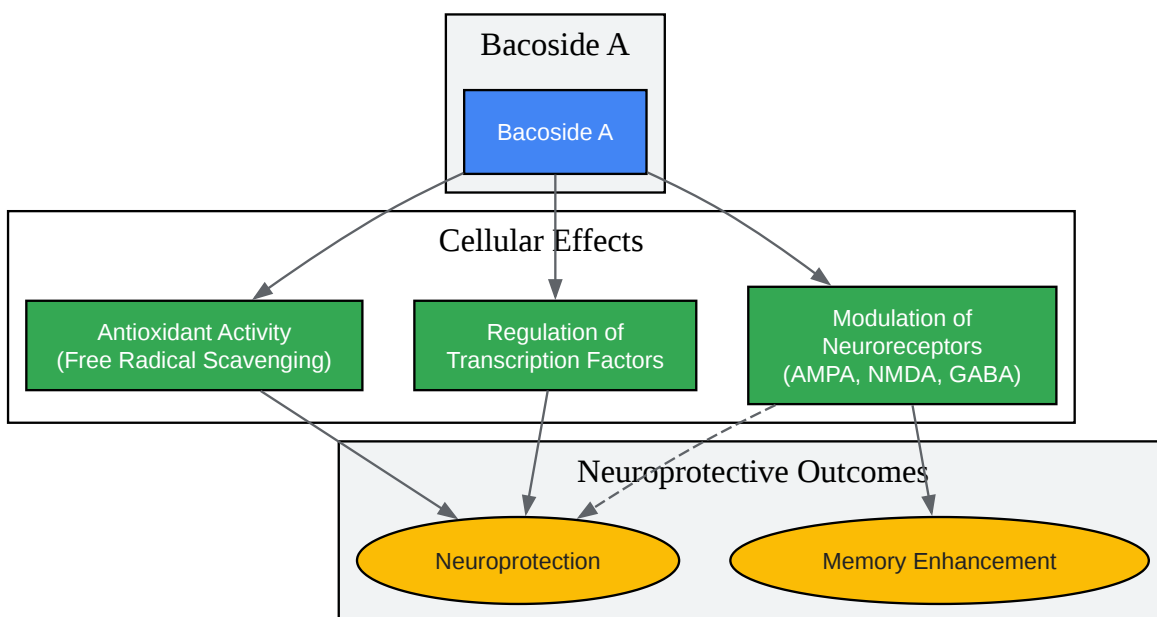 Bacoside A
Bacoside A
Cellular Effects
Antioxidant Activity
(Free Radical Scavenging)
Regulation of
Transcription Factors
Modulation of
Neuroreceptors
(AMPA, NMDA, GABA)
Neuroprotective Outcomes
Neuroprotection
Memory Enhancement